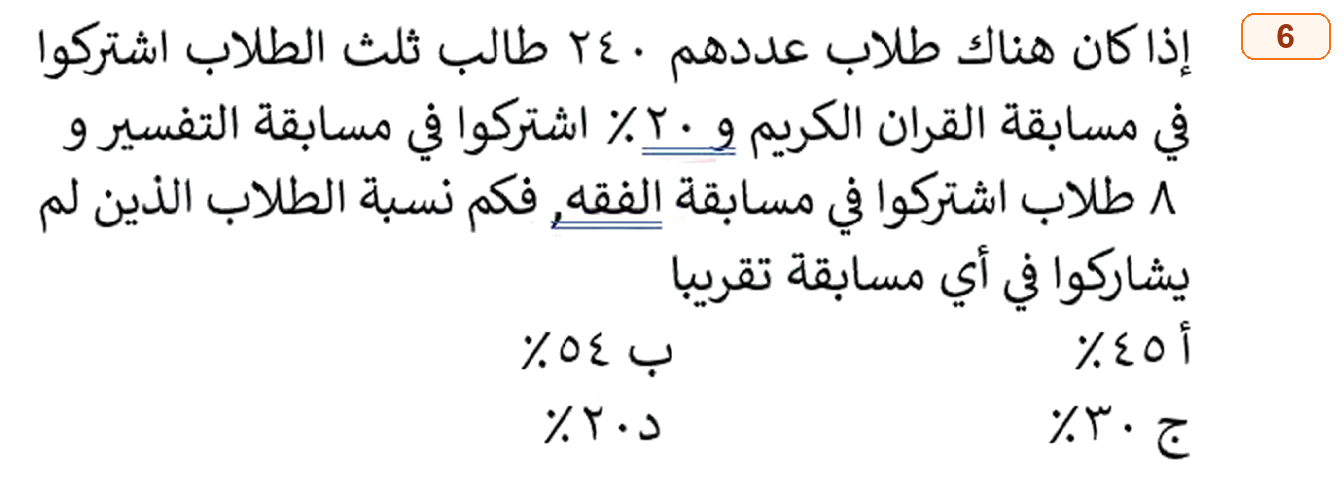 6
إذا كان هناك طلاب عددهم ٢٤٠ طالب ثلث الطلاب اشتركوا
في مسابقة القران الكريم و ٢٠٪ اشتركوا في مسابقة التفسير و
٨ طلاب اشتركوا في مسابقة الفقه, فكم نسبة الطلاب الذين لم
يشاركوا في أي مسابقة تقريبا
أ ٤٥٪ ب ٥٤٪
ج ٣٠٪ د ٢٠٪